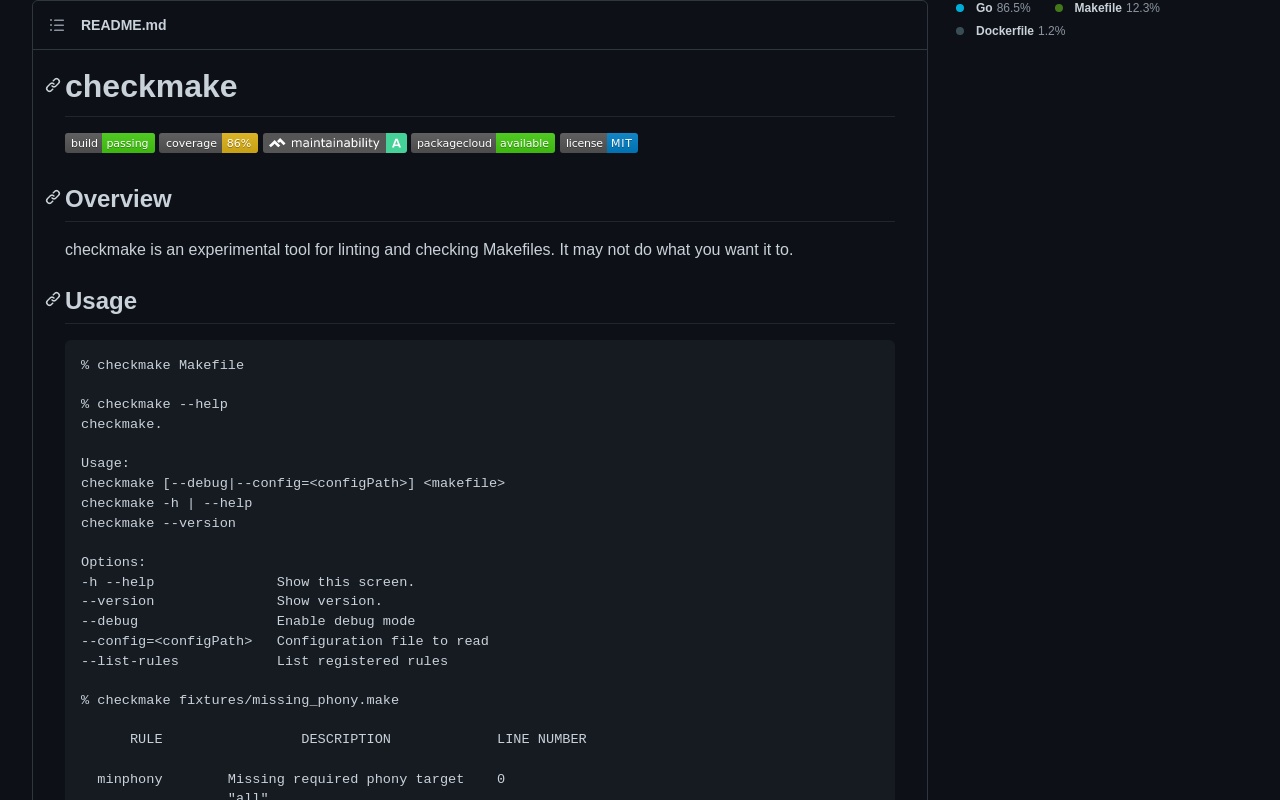 README.md
Go 86.5% Makefile 12.3%
Dockerfile 1.2%
checkmake
build passing coverage 86% maintainability A packagecloud available license MIT
Overview
checkmake is an experimental tool for linting and checking Makefiles. It may not do what you want it to.
Usage
% checkmake Makefile
% checkmake --help
checkmake.
Usage:
checkmake [--debug|--config=<configPath>] <makefile>
checkmake -h | --help
checkmake --version
Options:
-h --help               Show this screen.
--version               Show version.
--debug                 Enable debug mode
--config=<configPath>   Configuration file to read
--list-rules            List registered rules
% checkmake fixtures/missing_phony.make
RULE                 DESCRIPTION             LINE NUMBER
minphony        Missing required phony target    0
"all"